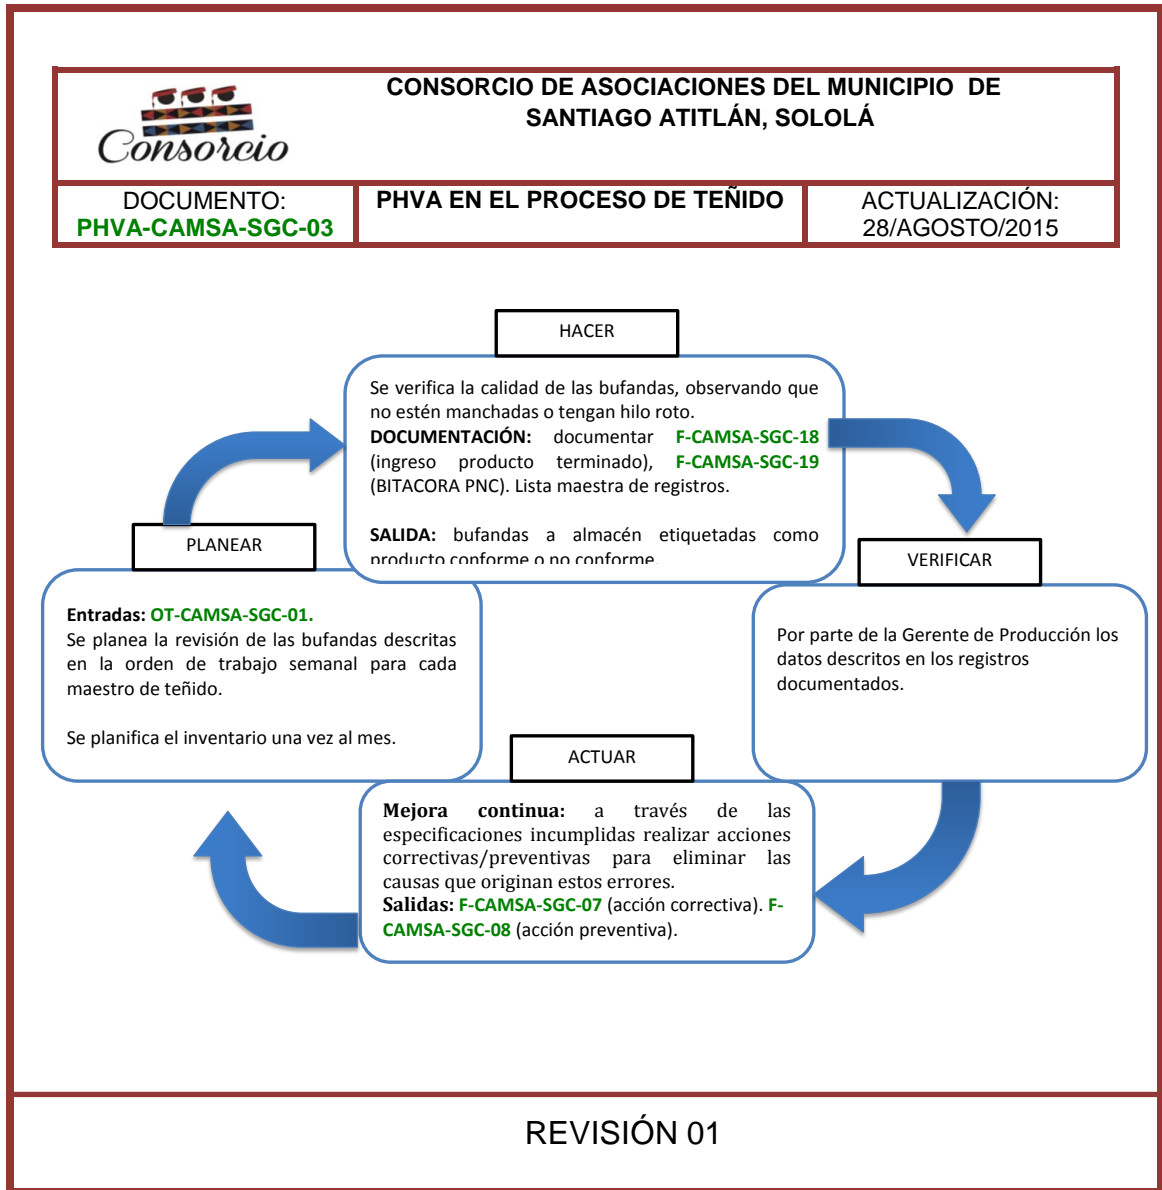 Consorcio
CONSORCIO DE ASOCIACIONES DEL MUNICIPIO DE
SANTIAGO ATITLÁN, SOLOLÁ
DOCUMENTO:
PHVA-CAMSA-SGC-03
PHVA EN EL PROCESO DE TEÑIDO
ACTUALIZACIÓN:
28/AGOSTO/2015
HACER
Se verifica la calidad de las bufandas, observando que
no estén manchadas o tengan hilo roto.
DOCUMENTACIÓN: documentar F-CAMSA-SGC-18
(ingreso producto terminado), F-CAMSA-SGC-19
(BITACORA PNC). Lista maestra de registros.
SALIDA: bufandas a almacén etiquetadas como
producto conforme o no conforme.
PLANEAR
Entradas: OT-CAMSA-SGC-01.
Se planea la revisión de las bufandas descritas
en la orden de trabajo semanal para cada
maestro de teñido.
Se planifica el inventario una vez al mes.
VERIFICAR
Por parte de la Gerente de Producción los
datos descritos en los registros
documentados.
ACTUAR
Mejora continua: a través de las
especificaciones incumplidas realizar acciones
correctivas/preventivas para eliminar las
causas que originan estos errores.
Salidas: F-CAMSA-SGC-07 (acción correctiva). F-
CAMSA-SGC-08 (acción preventiva).
REVISIÓN 01